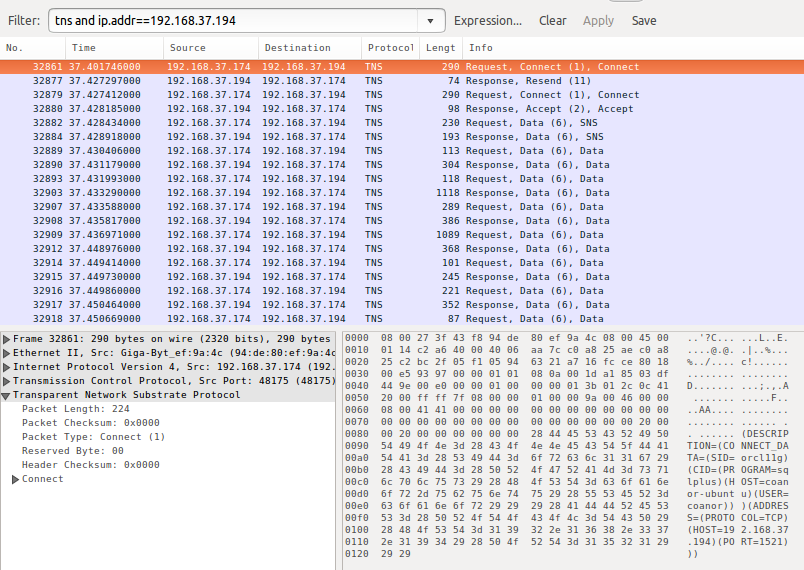 Filter: tns and ip.addr==192.168.37.194 Expression... Clear Apply Save
No. Time Source Destination Protocol Lengt Info
32861 37.401746000 192.168.37.174 192.168.37.194 TNS 290 Request, Connect (1), Connect
32877 37.427297000 192.168.37.194 192.168.37.174 TNS 74 Response, Resend (11)
32879 37.427412000 192.168.37.174 192.168.37.194 TNS 290 Request, Connect (1), Connect
32880 37.428185000 192.168.37.194 192.168.37.174 TNS 98 Response, Accept (2), Accept
32882 37.428434000 192.168.37.174 192.168.37.194 TNS 230 Request, Data (6), SNS
32884 37.428918000 192.168.37.194 192.168.37.174 TNS 193 Response, Data (6), SNS
32889 37.430406000 192.168.37.174 192.168.37.194 TNS 113 Request, Data (6), Data
32890 37.431179000 192.168.37.194 192.168.37.174 TNS 304 Response, Data (6), Data
32893 37.431993000 192.168.37.174 192.168.37.194 TNS 118 Request, Data (6), Data
32903 37.433290000 192.168.37.194 192.168.37.174 TNS 1118 Response, Data (6), Data
32907 37.433588000 192.168.37.174 192.168.37.194 TNS 289 Request, Data (6), Data
32908 37.435817000 192.168.37.194 192.168.37.174 TNS 386 Response, Data (6), Data
32909 37.436971000 192.168.37.174 192.168.37.194 TNS 1089 Request, Data (6), Data
32912 37.448976000 192.168.37.194 192.168.37.174 TNS 368 Response, Data (6), Data
32914 37.449414000 192.168.37.174 192.168.37.194 TNS 101 Request, Data (6), Data
32915 37.449730000 192.168.37.194 192.168.37.174 TNS 245 Response, Data (6), Data
32916 37.449860000 192.168.37.174 192.168.37.194 TNS 221 Request, Data (6), Data
32917 37.450464000 192.168.37.194 192.168.37.174 TNS 352 Response, Data (6), Data
32918 37.450669000 192.168.37.174 192.168.37.194 TNS 87 Request, Data (6), Data
Frame 32861: 290 bytes on wire (2320 bits), 290 bytes
Ethernet II, Src: Giga-Byt_ef:9a:4c (94:de:80:ef:9a:4c
Internet Protocol Version 4, Src: 192.168.37.174 (192.
Transmission Control Protocol, Src Port: 48175 (48175)
Transparent Network Substrate Protocol
Packet Length: 224
Packet Checksum: 0x0000
Packet Type: Connect (1)
Reserved Byte: 00
Header Checksum: 0x0000
Connect
0000 08 00 27 3f 43 f8 94 de 80 ef 9a 4c 08 00 45 00 ..'?C... ...L..E.
0010 01 14 c2 a6 40 00 40 06 aa 7c c0 a8 25 ae c0 a8 ....@.@. .|..%...
0020 25 c2 bc 2f 05 f1 05 94 63 21 a7 16 fc ce 80 18 %../.... c!......
0030 00 e5 93 97 00 00 01 01 08 0a 00 1d a1 85 03 df ........ ........
0040 44 9e 00 e0 00 00 01 00 00 00 01 3b 01 2c 0c 41 D....... ...;.,.A
0050 20 00 ff ff 7f 08 00 00 01 00 00 9a 00 46 00 00 ....... .....F..
0060 08 00 41 41 00 00 00 00 00 00 00 00 00 00 00 00 ..AA.... ........
0070 00 00 00 00 00 00 00 00 00 00 00 00 00 00 20 00 ........ ...... .
0080 00 20 00 00 00 00 00 00 28 44 45 53 43 52 49 50 . ...... (DESCRIP
0090 54 49 4f 4e 3d 28 43 4f 4e 4e 45 43 54 5f 44 41 TION=(CO NNECT_DA
00a0 54 41 3d 28 53 49 44 3d 6f 72 63 6c 31 31 67 29 TA=(SID= orcl11g)
00b0 28 43 49 44 3d 28 50 52 4f 47 52 41 4d 3d 73 71 (CID=(PR OGRAM=sq
00c0 6c 70 6c 75 73 29 28 48 4f 53 54 3d 63 6f 61 6e lplus)(H OST=coan
00d0 6f 72 2d 75 62 75 6e 74 75 29 28 55 53 45 52 3d or-ubunt u)(USER=
00e0 63 6f 61 6e 6f 72 29 29 29 28 41 44 44 52 45 53 coanor)) )(ADDRES
00f0 53 3d 28 50 52 4f 54 4f 43 4f 4c 3d 54 43 50 29 S=(PROTO COL=TCP)
0100 28 48 4f 53 54 3d 31 39 32 2e 31 36 38 2e 33 37 (HOST=19 2.168.37
0110 2e 31 39 34 29 28 50 4f 52 54 3d 31 35 32 31 29 .194)(PO RT=1521)
0120 29 29 ))